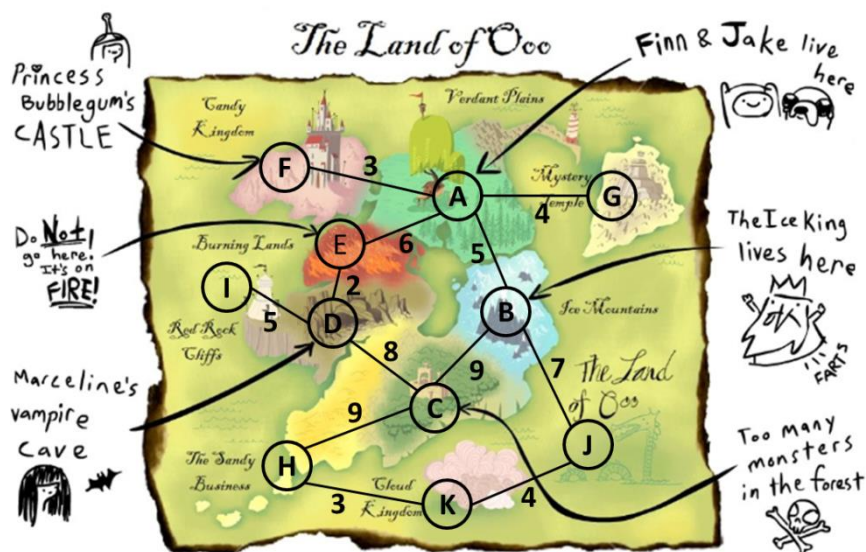 The Land of Ooo
Finn & Jake live
here
Princess
Bubblegum's
CASTLE
Candy
Kingdom
Verdant Plains
F
3
A
Mystery
Temple
G
4
Do Not
go here.
It's on
FIRE!
Burning Lands
E
6
5
The Ice King
lives here
I
2
5
D
B
Ice Mountains
Red Rock
Cliffs
8
9
7
The Land
of Ooo
FARTS
Marceline's
vampire
cave
9
C
J
Too many
monsters
in the forest
The Sandy
Business
H
3
Cloud
Kingdom
K
4